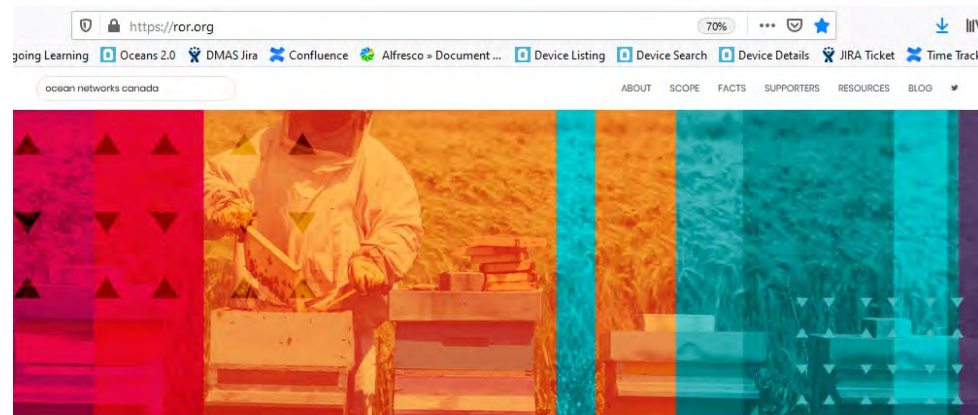 https://ror.org 70%
going Learning Oceans 2.0 DMAS Jira Confluence Alfresco » Document ... Device Listing Device Search Device Details JIRA Ticket Time Track
ocean networks canada ABOUT SCOPE FACTS SUPPORTERS RESOURCES BLOG